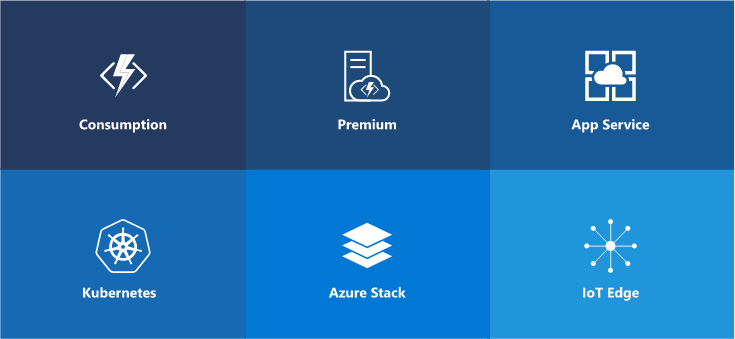 Consumption
Premium
App Service
Kubernetes
Azure Stack
IoT Edge